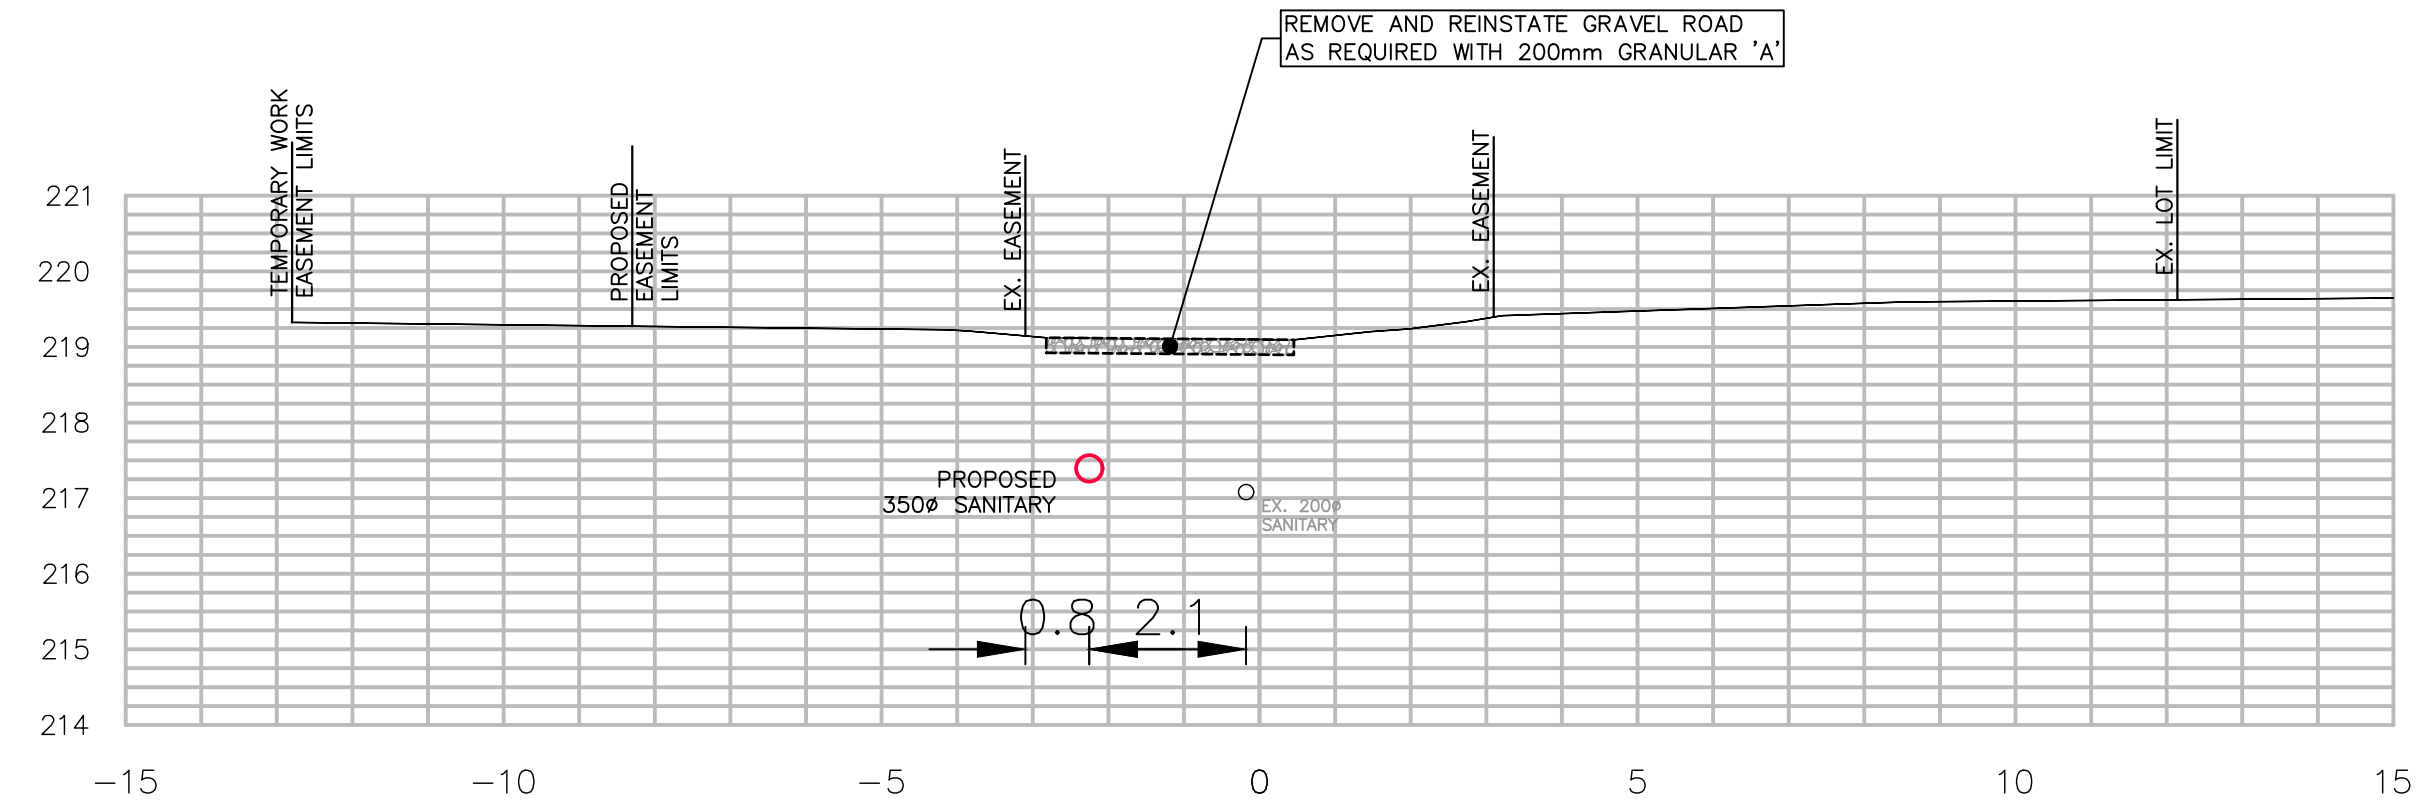 REMOVE AND REINSTATE GRAVEL ROAD
AS REQUIRED WITH 200mm GRANULAR 'A'
TEMPORARY WORK
EASEMENT LIMITS
PROPOSED
EASEMENT
LIMITS
EX. EASEMENT
EX. EASEMENT
EX. LOT LIMIT
221
220
219
218
217
216
215
214
PROPOSED
350ø SANITARY
EX. 200ø
SANITARY
0.8 2.1
-15 -10 -5 0 5 10 15